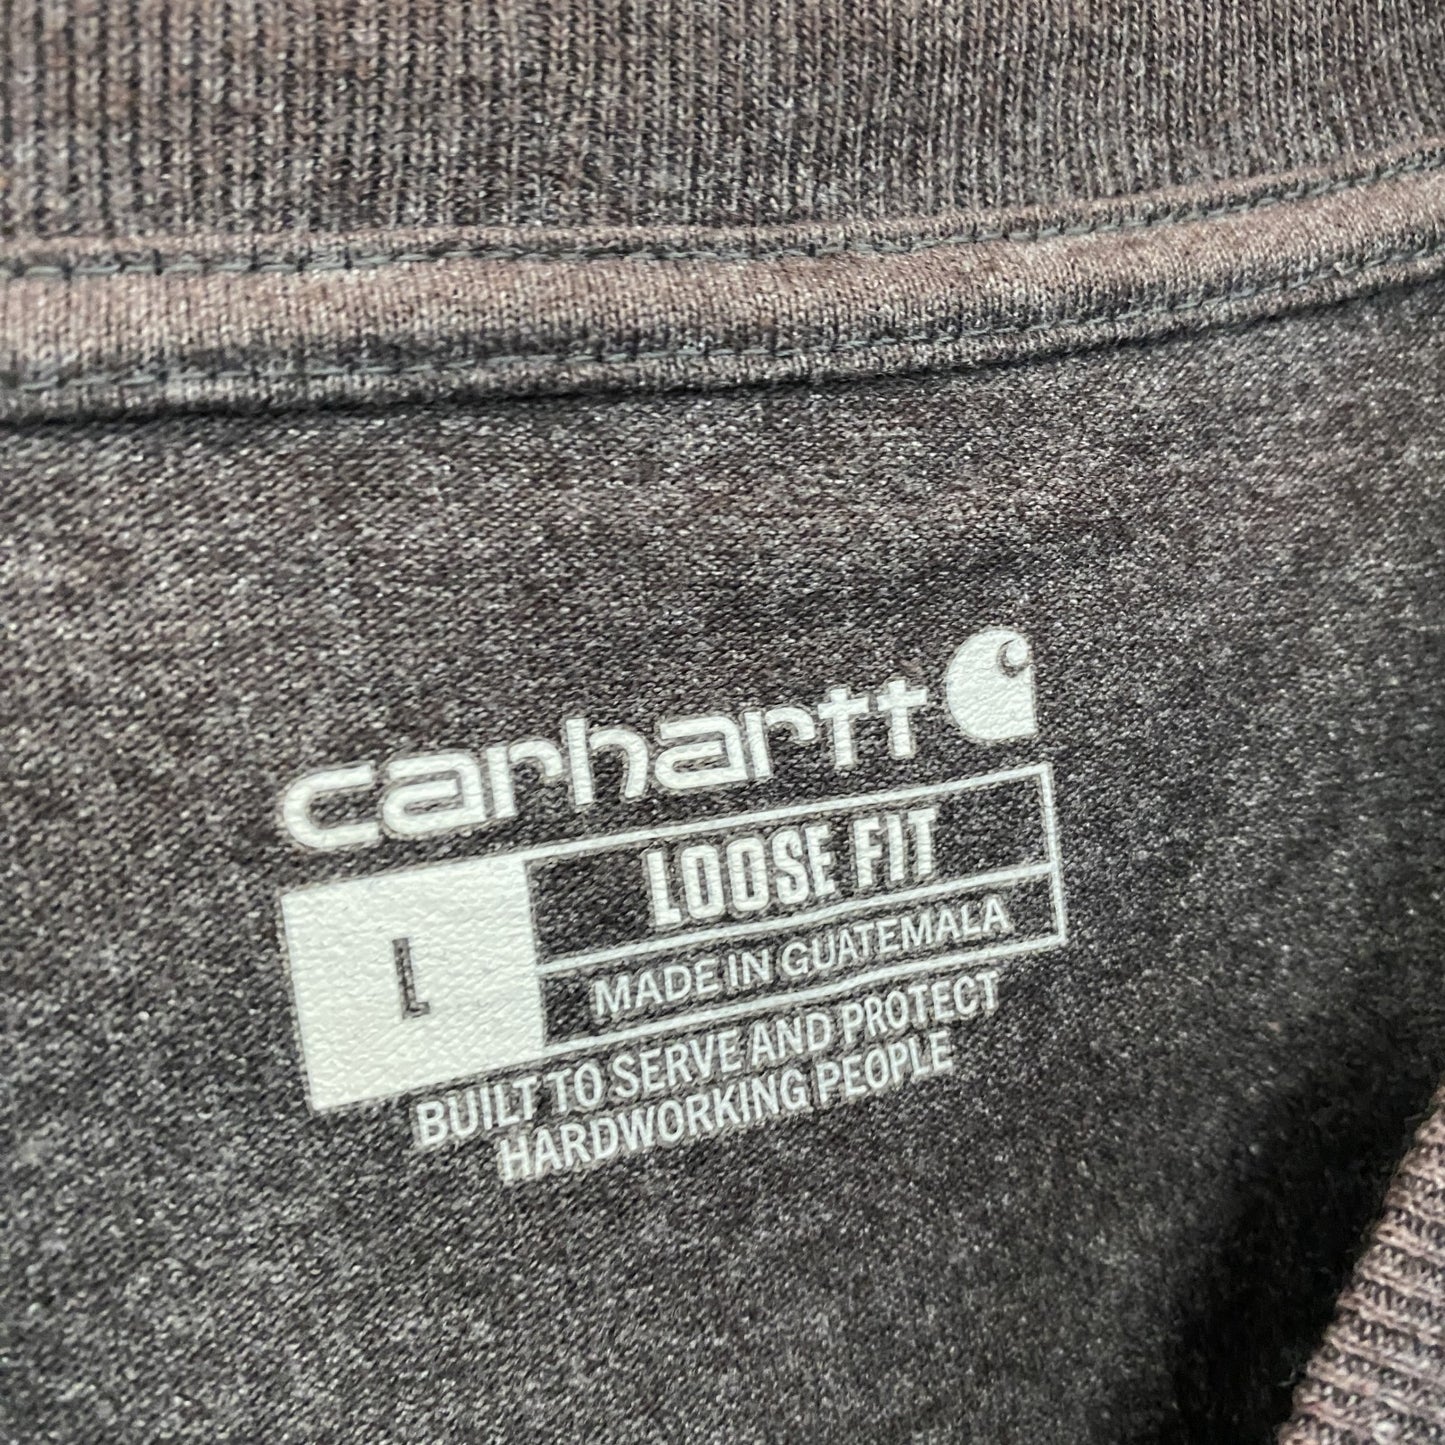 carhartt
L
LOOSE FIT
MADE IN GUATEMALA
BUILT TO SERVE AND PROTECT
HARDWORKING PEOPLE